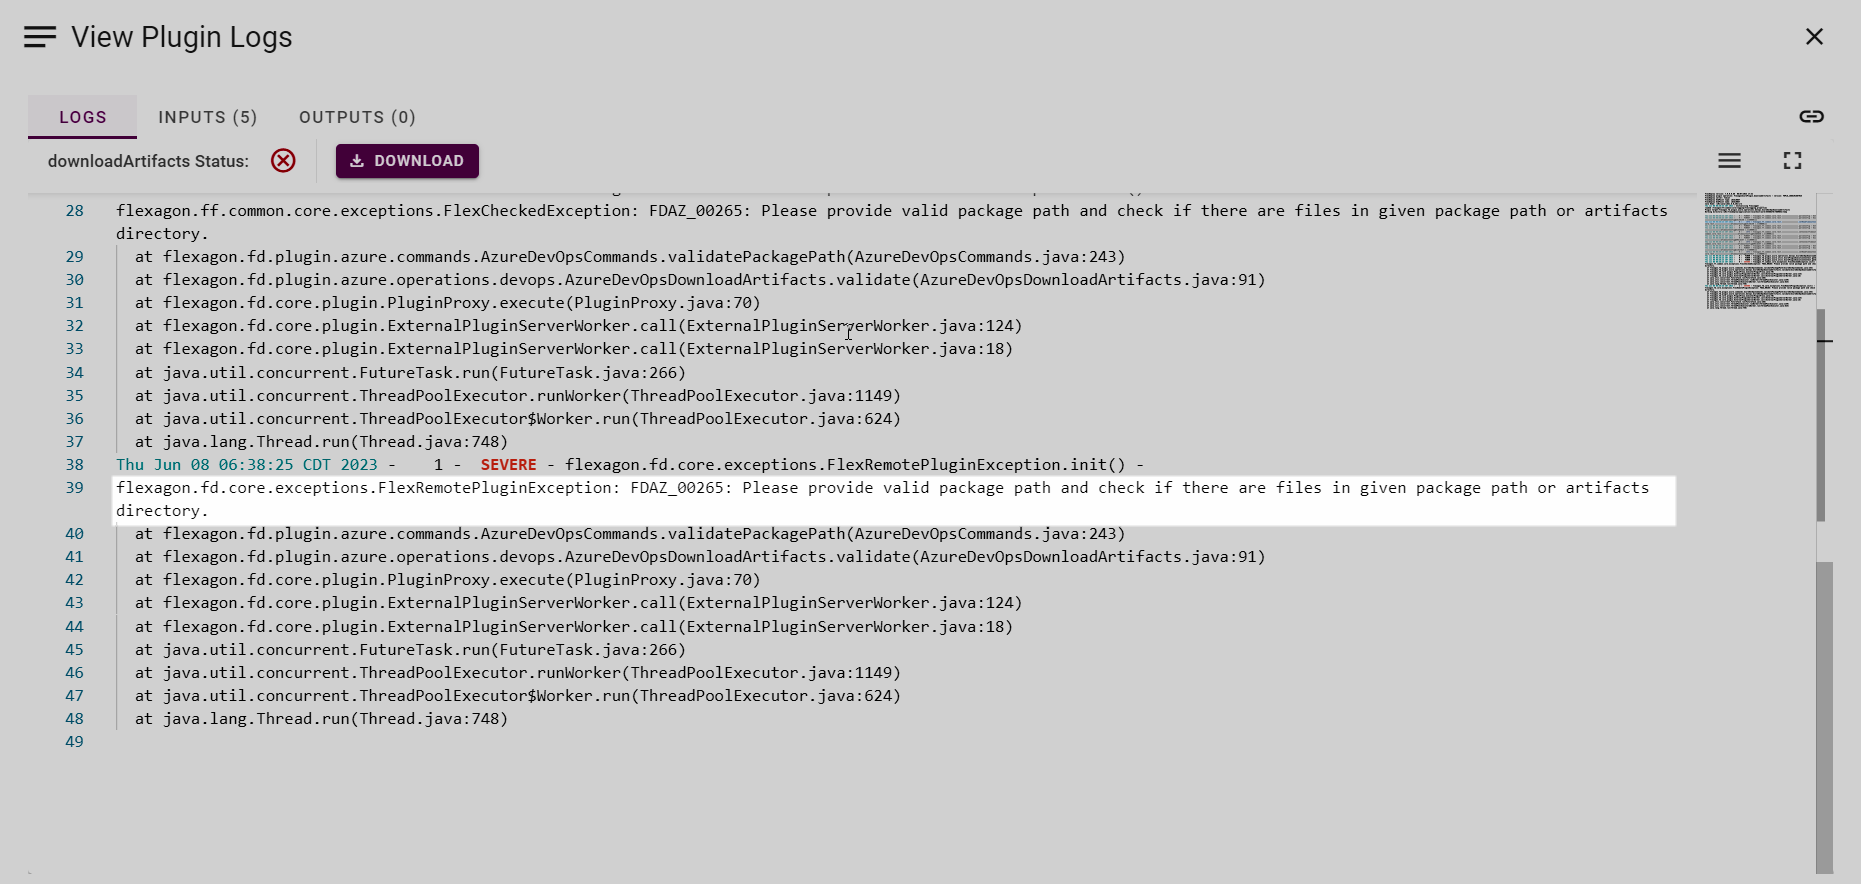 View Plugin Logs
LOGS
INPUTS (5)
OUTPUTS (0)
downloadArtifacts Status:
DOWNLOAD
28 flexagon.ff.common.core.exceptions.FlexCheckedException: FDAZ_00265: Please provide valid package path and check if there are files in given package path or artifacts
directory.
29 at flexagon.fd.plugin.azure.commands.AzureDevOpsCommands.validatePackagePath(AzureDevOpsCommands.java:243)
30 at flexagon.fd.plugin.azure.operations.devops.AzureDevOpsDownloadArtifacts.validate(AzureDevOpsDownloadArtifacts.java:91)
31 at flexagon.fd.core.plugin.PluginProxy.execute(PluginProxy.java:70)
32 at flexagon.fd.core.plugin.ExternalPluginServerWorker.call(ExternalPluginServerWorker.java:124)
33 at flexagon.fd.core.plugin.ExternalPluginServerWorker.call(ExternalPluginServerWorker.java:18)
34 at java.util.concurrent.FutureTask.run(FutureTask.java:266)
35 at java.util.concurrent.ThreadPoolExecutor.runWorker(ThreadPoolExecutor.java:1149)
36 at java.util.concurrent.ThreadPoolExecutor$Worker.run(ThreadPoolExecutor.java:624)
37 at java.lang.Thread.run(Thread.java:748)
38 Thu Jun 08 06:38:25 CDT 2023 - 1 - SEVERE - flexagon.fd.core.exceptions.FlexRemotePluginException.init() -
39 flexagon.fd.core.exceptions.FlexRemotePluginException: FDAZ_00265: Please provide valid package path and check if there are files in given package path or artifacts
directory.
40 at flexagon.fd.plugin.azure.commands.AzureDevOpsCommands.validatePackagePath(AzureDevOpsCommands.java:243)
41 at flexagon.fd.plugin.azure.operations.devops.AzureDevOpsDownloadArtifacts.validate(AzureDevOpsDownloadArtifacts.java:91)
42 at flexagon.fd.core.plugin.PluginProxy.execute(PluginProxy.java:70)
43 at flexagon.fd.core.plugin.ExternalPluginServerWorker.call(ExternalPluginServerWorker.java:124)
44 at flexagon.fd.core.plugin.ExternalPluginServerWorker.call(ExternalPluginServerWorker.java:18)
45 at java.util.concurrent.FutureTask.run(FutureTask.java:266)
46 at java.util.concurrent.ThreadPoolExecutor.runWorker(ThreadPoolExecutor.java:1149)
47 at java.util.concurrent.ThreadPoolExecutor$Worker.run(ThreadPoolExecutor.java:624)
48 at java.lang.Thread.run(Thread.java:748)
49